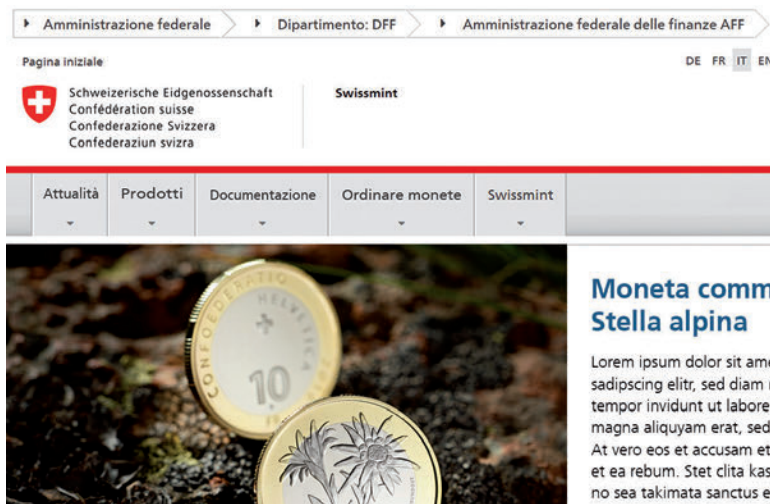 Amministrazione federale
Dipartimento: DFF
Amministrazione federale delle finanze AFF
Pagina iniziale
DE FR IT EN
Schweizerische Eidgenossenschaft
Confédération suisse
Confederazione Svizzera
Confederaziun svizra
Swissmint
Attualità
Prodotti
Documentazione
Ordinare monete
Swissmint
CONFOEDERATIO
HELVETICA
10
FR
Moneta comm
Stella alpina
Lorem ipsum dolor sit ame
sadipscing elitr, sed diam
tempor invidunt ut labore
magna aliquyam erat, sed
At vero eos et accusam et
et ea rebum. Stet clita kas
no sea takimata sanctus e